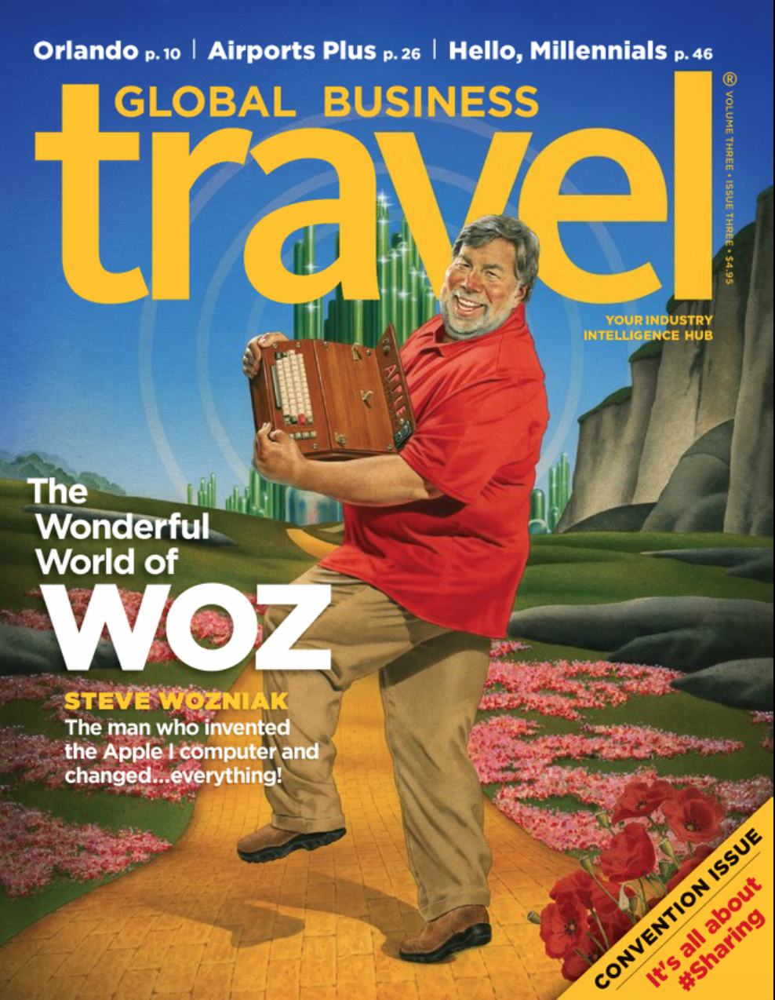 Orlando p. 10 | Airports Plus p. 26 | Hello, Millennials p. 46
GLOBAL BUSINESS
travel®
VOLUME THREE • ISSUE THREE • $4.95
YOUR INDUSTRY
INTELLIGENCE HUB
APPLE
The
Wonderful
World of
WOZ
STEVE WOZNIAK
The man who invented
the Apple I computer and
changed...everything!
CONVENTION ISSUE
It's all about
#Sharing